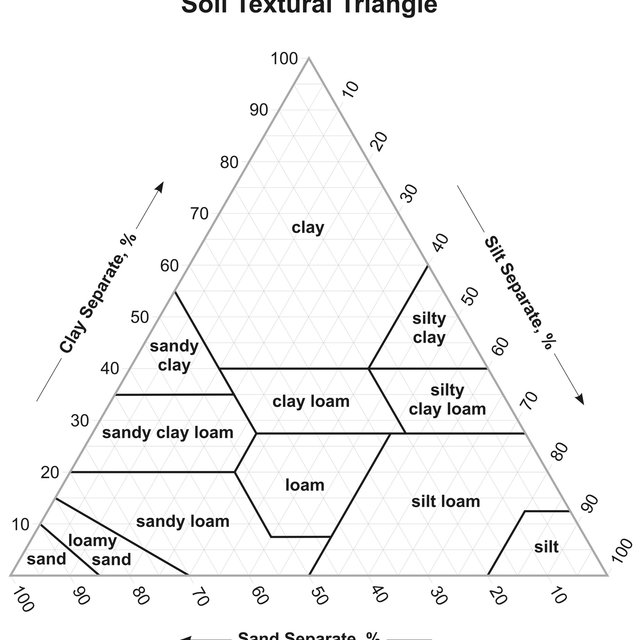 Soil Textural Triangle
100
90
80
70
60
50
40
30
20
10
10
20
30
40
50
60
70
80
90
100
Clay Separate, %
Silt Separate, %
clay
silty
clay
sandy
clay
clay loam
silty
clay loam
sandy clay loam
loam
silt loam
sandy loam
loamy
sand
sand
silt
100
90
80
70
60
50
40
30
20
10
Sand Separate, %